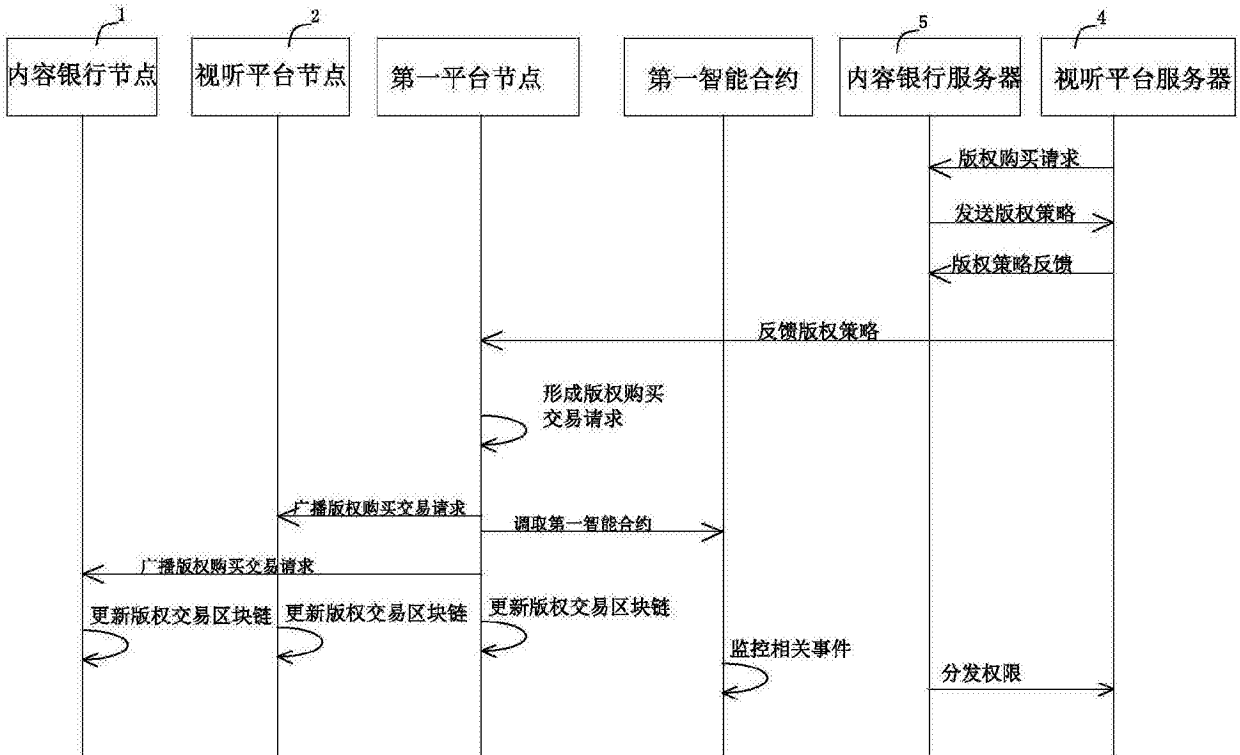 1
2
5
4
内容银行节点
视听平台节点
第一平台节点
第一智能合约
内容银行服务器
视听平台服务器
版权购买请求
发送版权策略
版权策略反馈
反馈版权策略
形成版权购买
交易请求
广播版权购买交易请求
调取第一智能合约
广播版权购买交易请求
更新版权交易区块链
更新版权交易区块链
更新版权交易区块链
监控相关事件
分发权限